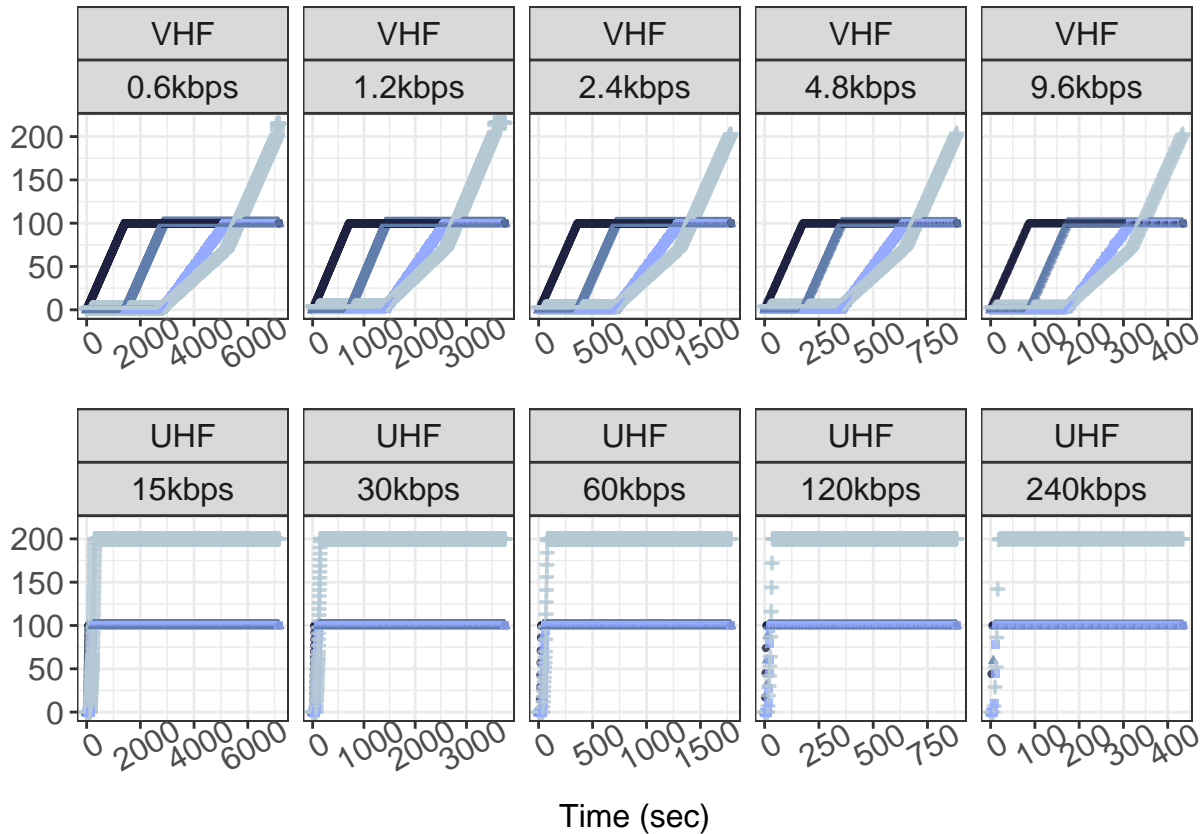 VHF VHF VHF VHF VHF
0.6kbps 1.2kbps 2.4kbps 4.8kbps 9.6kbps
200
150
100
50
0
0 2000 4000 6000 0 1000 2000 3000 0 500 1000 1500 0 250 500 750 0 100 200 300 400
UHF UHF UHF UHF UHF
15kbps 30kbps 60kbps 120kbps 240kbps
200
150
100
50
0
0 2000 4000 6000 0 1000 2000 3000 0 500 1000 1500 0 250 500 750 0 100 200 300 400
Time (sec)